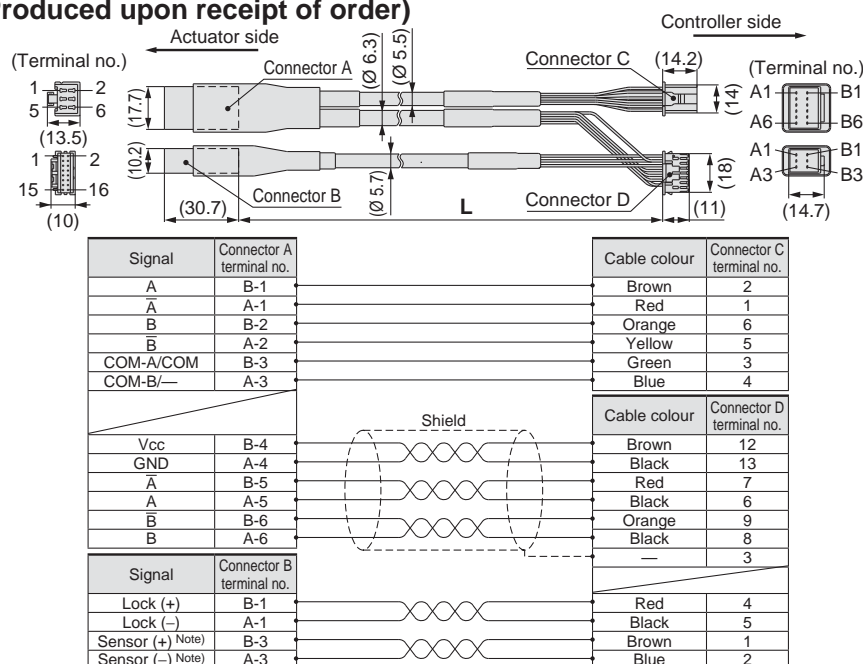 roduced upon receipt of order)
Controller side
Actuator side
(Terminal no.)
Connector A
(Ø 6.3)
(Ø 5.5)
Connector C
(14.2)
(Terminal no.)
1 2
5 6
(13.5)
(17.7)
(14)
A1 B1
A6 B6
1 2
15 16
(10)
(10.2)
(30.7)
Connector B
(Ø 5.7)
L
Connector D
(18)
(11)
A1 B1
A3 B3
(14.7)
Signal Connector A terminal no.
Cable colour Connector C terminal no.
A B-1 Brown 2
A̅ A-1 Red 1
B B-2 Orange 6
B̅ A-2 Yellow 5
COM-A/COM B-3 Green 3
COM-B/— A-3 Blue 4
Shield
Cable colour Connector D terminal no.
Vcc B-4 Brown 12
GND A-4 Black 13
A̅ B-5 Red 7
A A-5 Black 6
B̅ B-6 Orange 9
B A-6 Black 8
— 3
Signal Connector B terminal no.
Lock (+) B-1 Red 4
Lock (−) A-1 Black 5
Sensor (+) Note) B-3 Brown 1
Sensor (−) Note) A-3 Blue 2